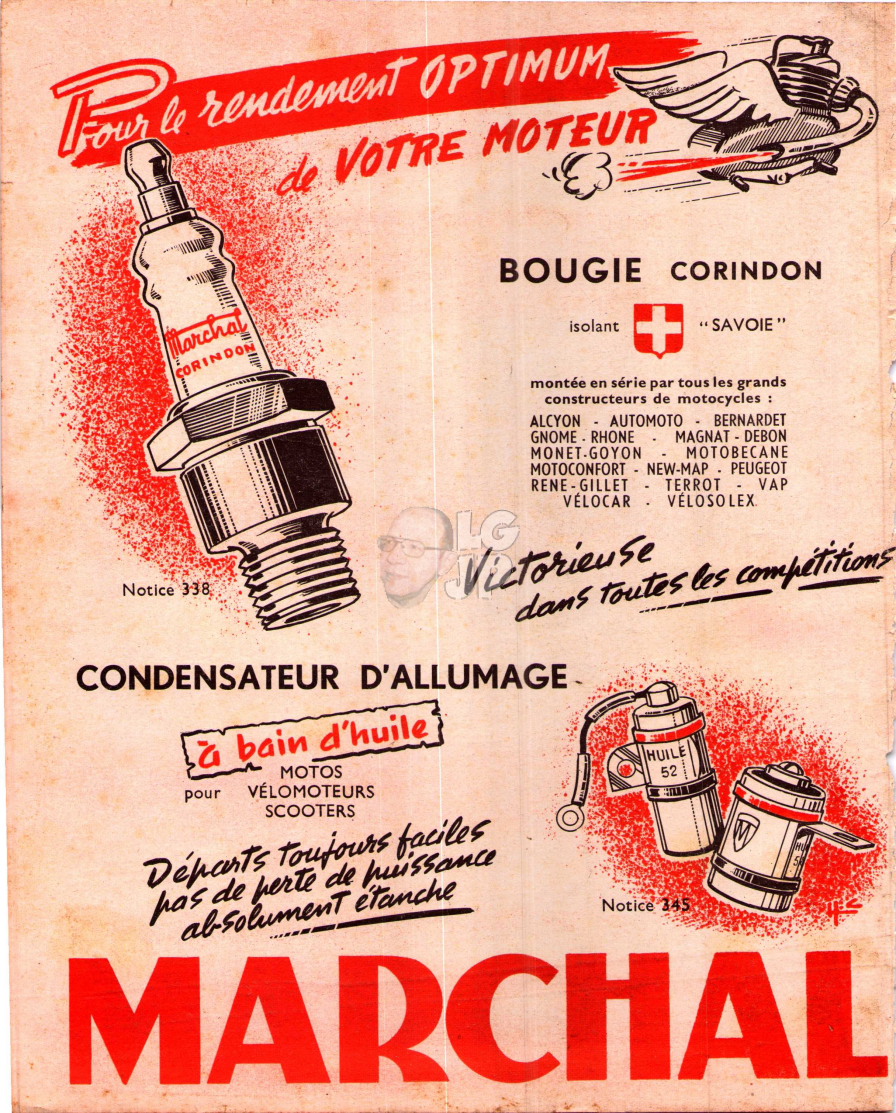 Pour le rendement OPTIMUM
de VOTRE MOTEUR
Marchal
CORINDON
BOUGIE CORINDON
isolant "SAVOIE"
montée en série par tous les grands
constructeurs de motocycles :
ALCYON - AUTOMOTO - BERNARDET
GNOME - RHONE - MAGNAT - DEBON
MONET-GOYON - MOTOBECANE
MOTOCONFORT - NEW-MAP - PEUGEOT
RENE-GILLET - TERROT - VAP
VÉLOCAR - VÉLOSOLEX.
LG
Notice 338
Victorieuse
dans toutes les compétitions
CONDENSATEUR D'ALLUMAGE
à bain d'huile
pour MOTOS
VÉLOMOTEURS
SCOOTERS
HUILE
52
M
Départs toujours faciles
pas de perte de puissance
absolument étanche
Notice 345
MARCHAL